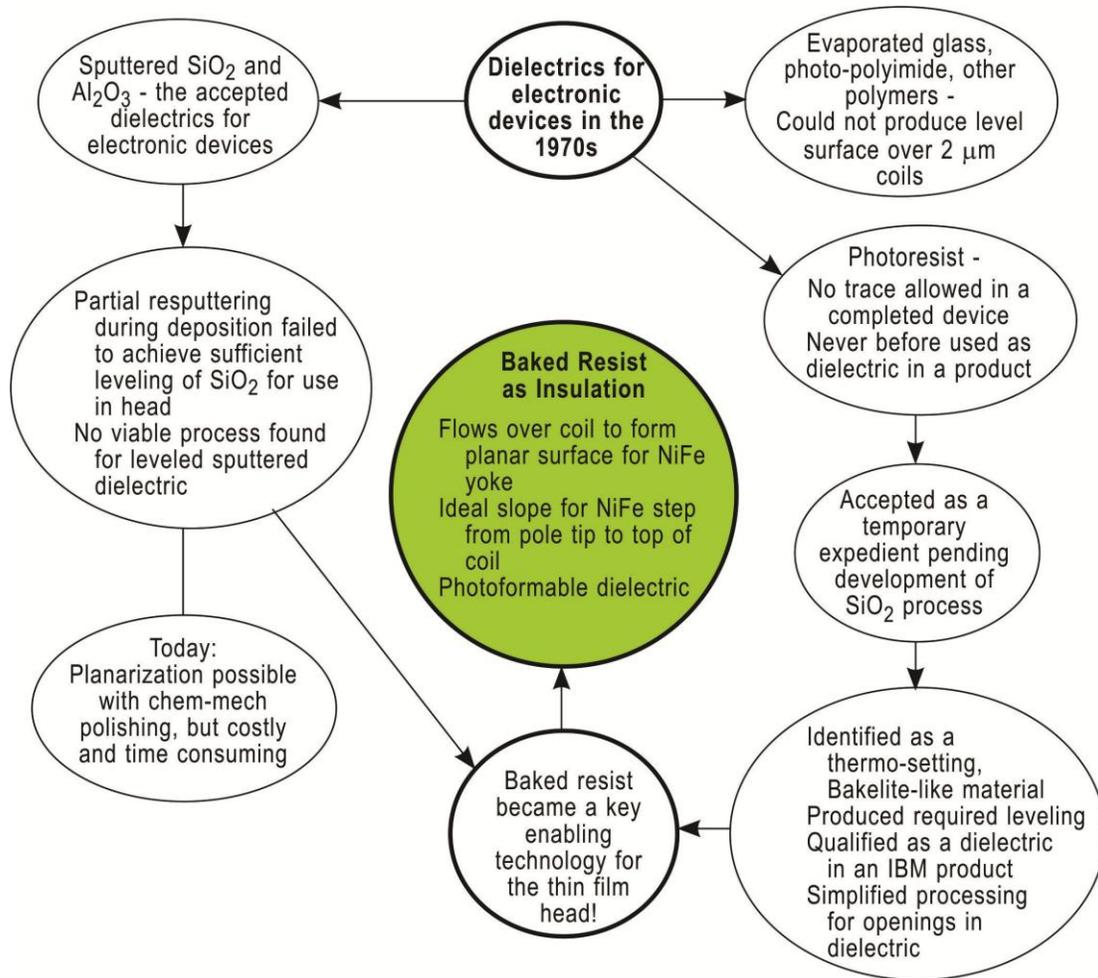 Dielectrics for
electronic
devices in the
1970s
Sputtered SiO₂ and
Al₂O₃ - the accepted
dielectrics for
electronic devices
Evaporated glass,
photo-polyimide, other
polymers -
Could not produce level
surface over 2 μm
coils
Partial resputtering
during deposition failed
to achieve sufficient
leveling of SiO₂ for use
in head
No viable process found
for leveled sputtered
dielectric
Photoresist -
No trace allowed in a
completed device
Never before used as
dielectric in a product
Baked Resist
as Insulation
Flows over coil to form
planar surface for NiFe
yoke
Ideal slope for NiFe step
from pole tip to top of
coil
Photoformable dielectric
Accepted as a
temporary
expedient pending
development of
SiO₂ process
Today:
Planarization possible
with chem-mech
polishing, but costly
and time consuming
Baked resist
became a key
enabling
technology for
the thin film
head!
Identified as a
thermo-setting,
Bakelite-like material
Produced required leveling
Qualified as a dielectric
in an IBM product
Simplified processing
for openings in
dielectric